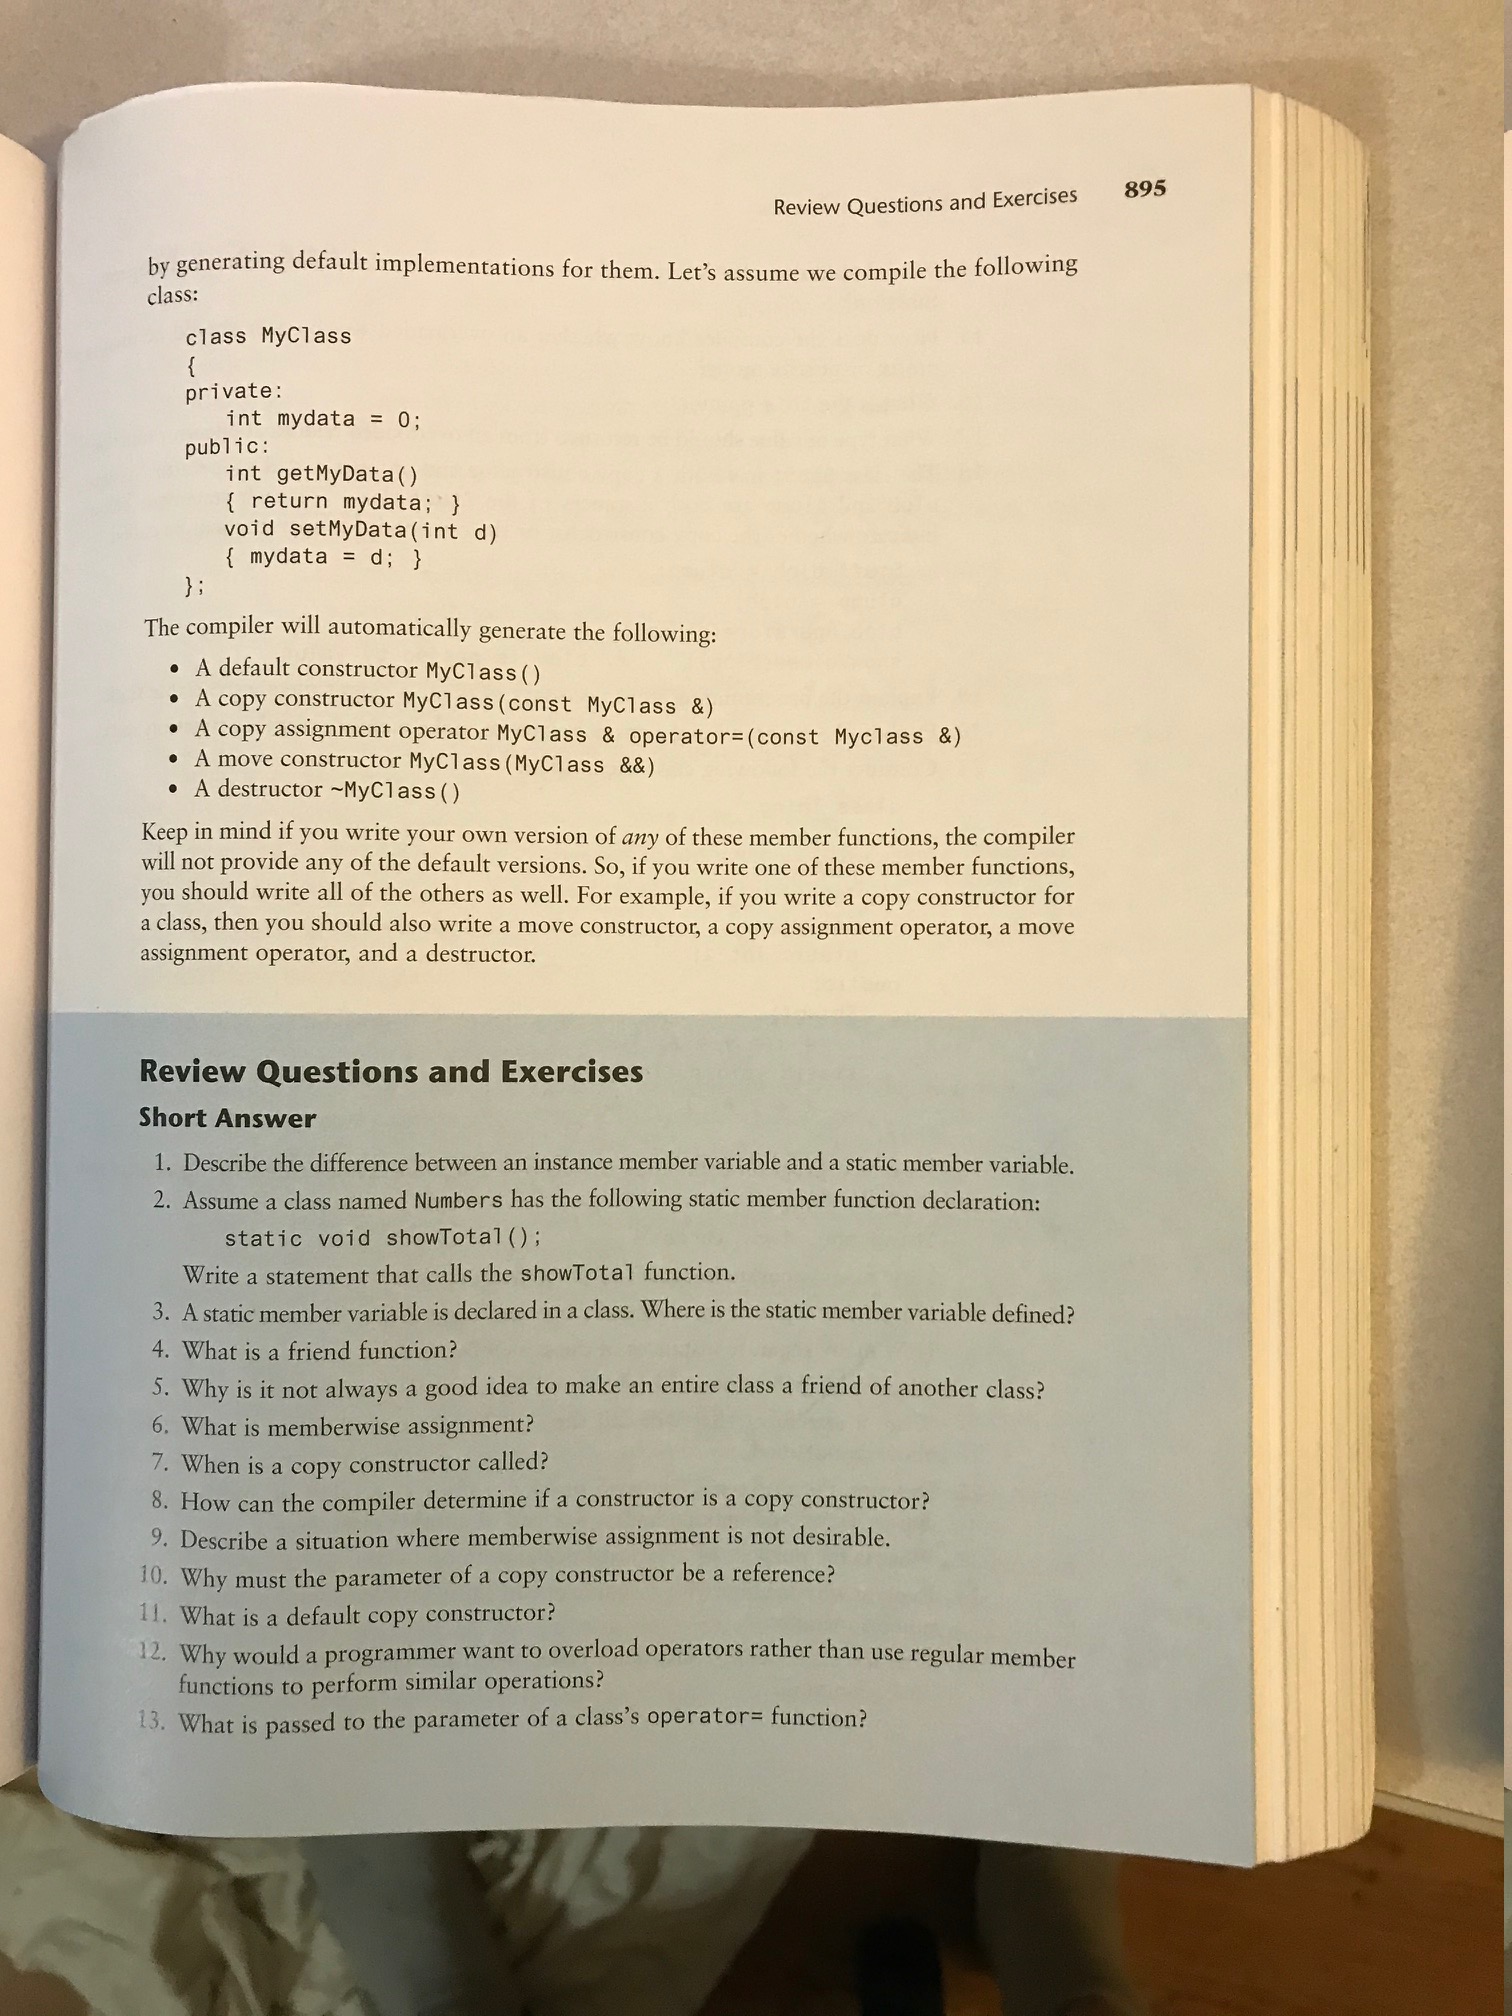 Review Questions and Exercises 895
by generating default implementations for them. Let's assume we compile the following
class:
class MyClass
{
private:
int mydata = 0;
public:
int getMyData()
{ return mydata; }
void setMyData(int d)
{ mydata = d; }
};
The compiler will automatically generate the following:
• A default constructor MyClass()
• A copy constructor MyClass(const MyClass &)
• A copy assignment operator MyClass & operator=(const Myclass &)
• A move constructor MyClass(MyClass &&)
• A destructor ~MyClass()
Keep in mind if you write your own version of any of these member functions, the compiler
will not provide any of the default versions. So, if you write one of these member functions,
you should write all of the others as well. For example, if you write a copy constructor for
a class, then you should also write a move constructor, a copy assignment operator, a move
assignment operator, and a destructor.
Review Questions and Exercises
Short Answer
1. Describe the difference between an instance member variable and a static member variable.
2. Assume a class named Numbers has the following static member function declaration:
static void showTotal();
Write a statement that calls the showTotal function.
3. A static member variable is declared in a class. Where is the static member variable defined?
4. What is a friend function?
5. Why is it not always a good idea to make an entire class a friend of another class?
6. What is memberwise assignment?
7. When is a copy constructor called?
8. How can the compiler determine if a constructor is a copy constructor?
9. Describe a situation where memberwise assignment is not desirable.
10. Why must the parameter of a copy constructor be a reference?
11. What is a default copy constructor?
12. Why would a programmer want to overload operators rather than use regular member
functions to perform similar operations?
13. What is passed to the parameter of a class's operator= function?